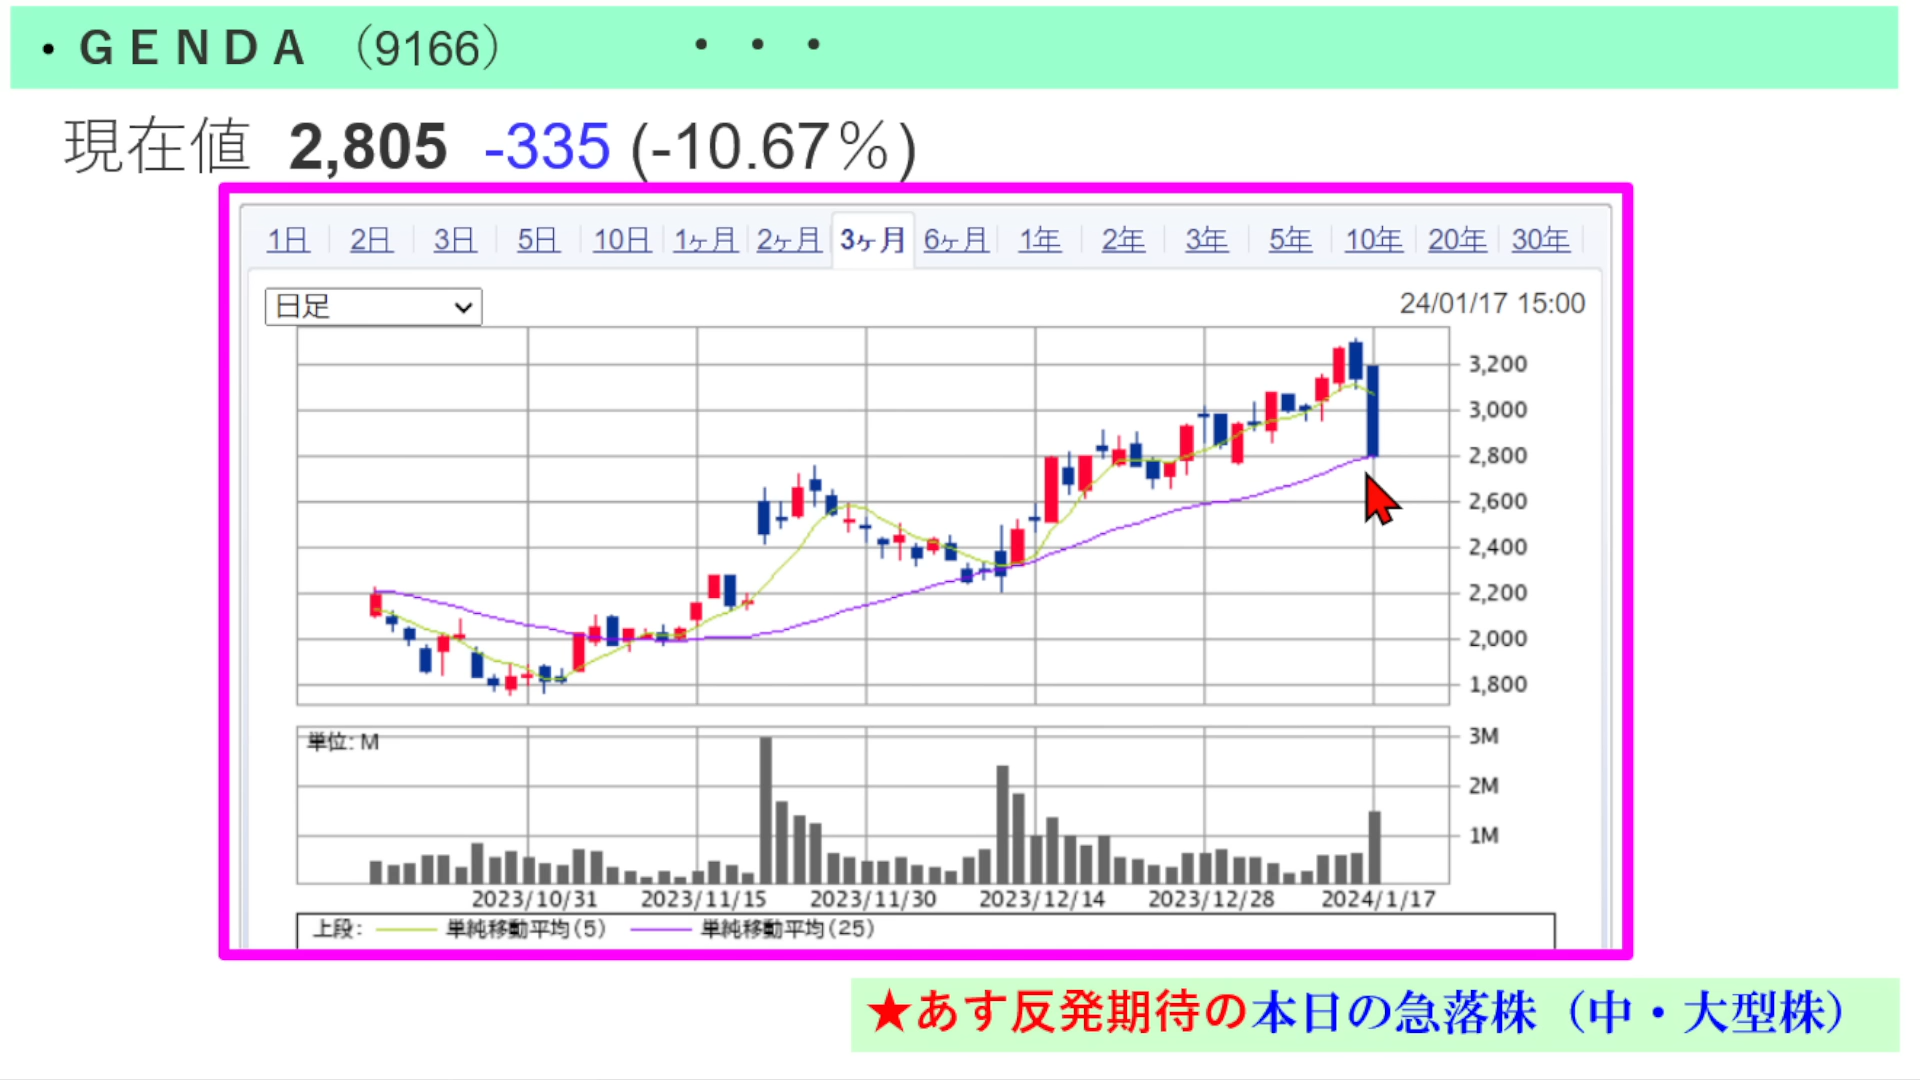 ・ＧＥＮＤＡ（9166）　・・・
現在値 2,805 -335 (-10.67％)
1日 2日 3日 5日 10日 1ヶ月 2ヶ月 3ヶ月 6ヶ月 1年 2年 3年 5年 10年 20年 30年
日足
24/01/17 15:00
3,200
3,000
2,800
2,600
2,400
2,200
2,000
1,800
単位: M
3M
2M
1M
2023/10/31 2023/11/15 2023/11/30 2023/12/14 2023/12/28 2024/1/17
上段: 単純移動平均(5) 単純移動平均(25)
★あす反発期待の本日の急落株（中・大型株）